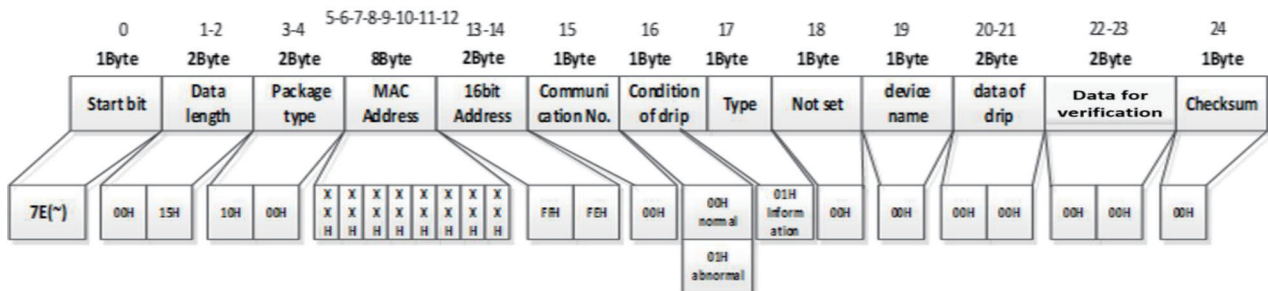 5-6-7-8-9-10-11-12
0 1-2 3-4 13-14 15 16 17 18 19 20-21 22-23 24
1Byte 2Byte 2Byte 8Byte 2Byte 1Byte 1Byte 1Byte 1Byte 1Byte 2Byte 2Byte 1Byte
Start bit
Data
length
Package
type
MAC
Address
16bit
Address
Communi
cation No.
Condition
of drip
Type
Not set
device
name
data of
drip
Data for
verification
Checksum
7E(~)
00H 15H
10H 00H
X X X X X X X X
X X X X X X X X
H H H H H H H H
FFH FEH
00H
00H
normal
01H
abnormal
01H
Inform
ation
00H
00H
00H 00H
00H 00H
00H